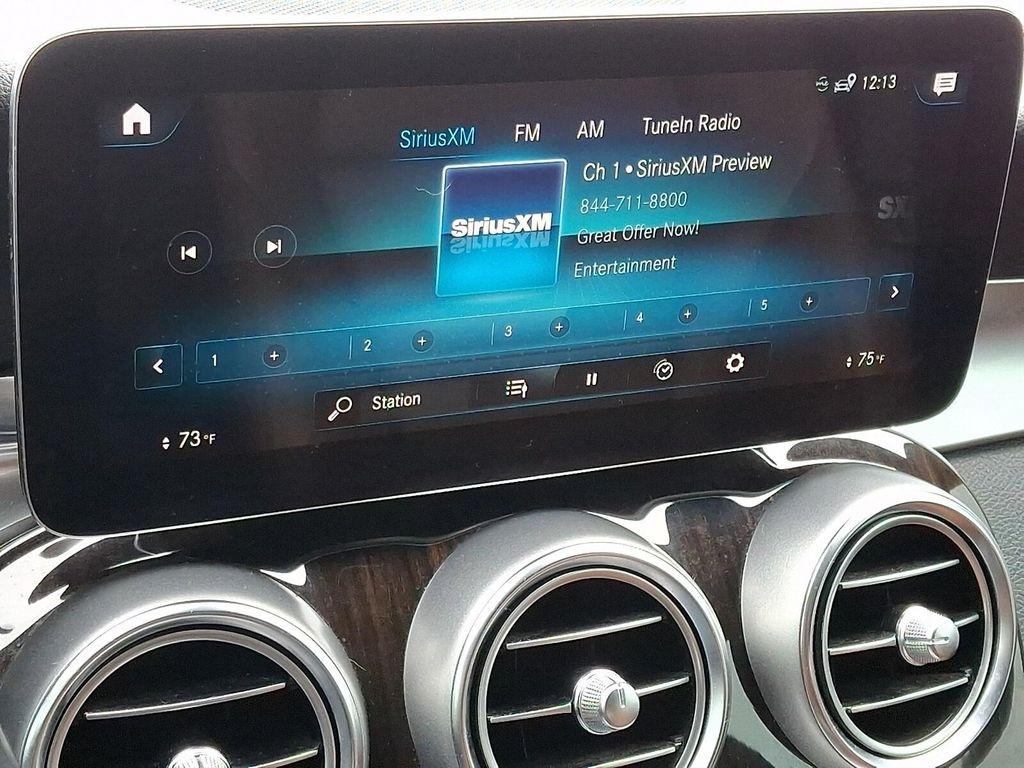 12:13
SiriusXM FM AM TuneIn Radio
Ch 1 • SiriusXM Preview
SiriusXM
844-711-8800
Great Offer Now!
Entertainment
SX
1 + 2 + 3 + 4 + 5 +
Station
73°F
75°F